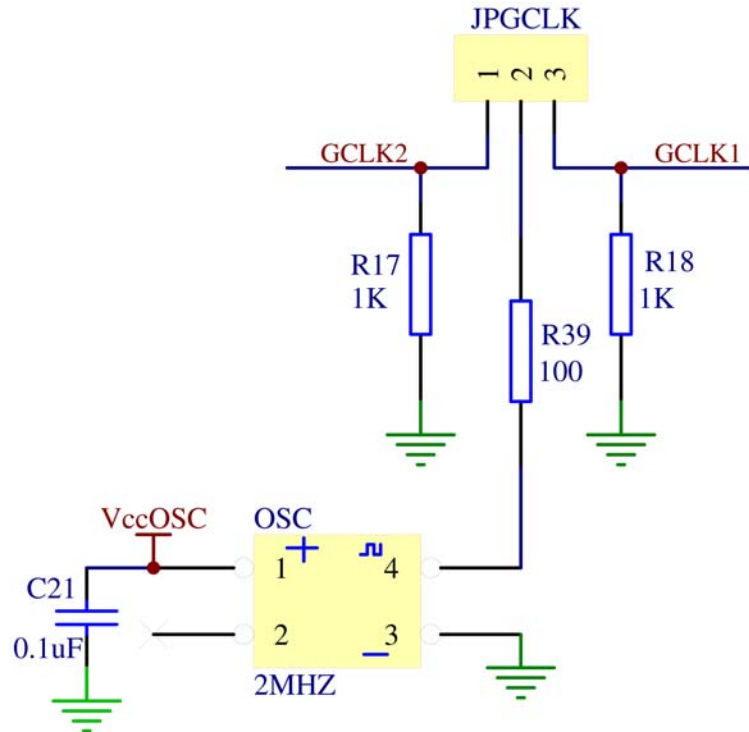 JPGCLK
1 2 3
GCLK2 GCLK1
R17
1K
R18
1K
R39
100
VccOSC
OSC
C21
0.1uF
1 4
2 3
2MHZ